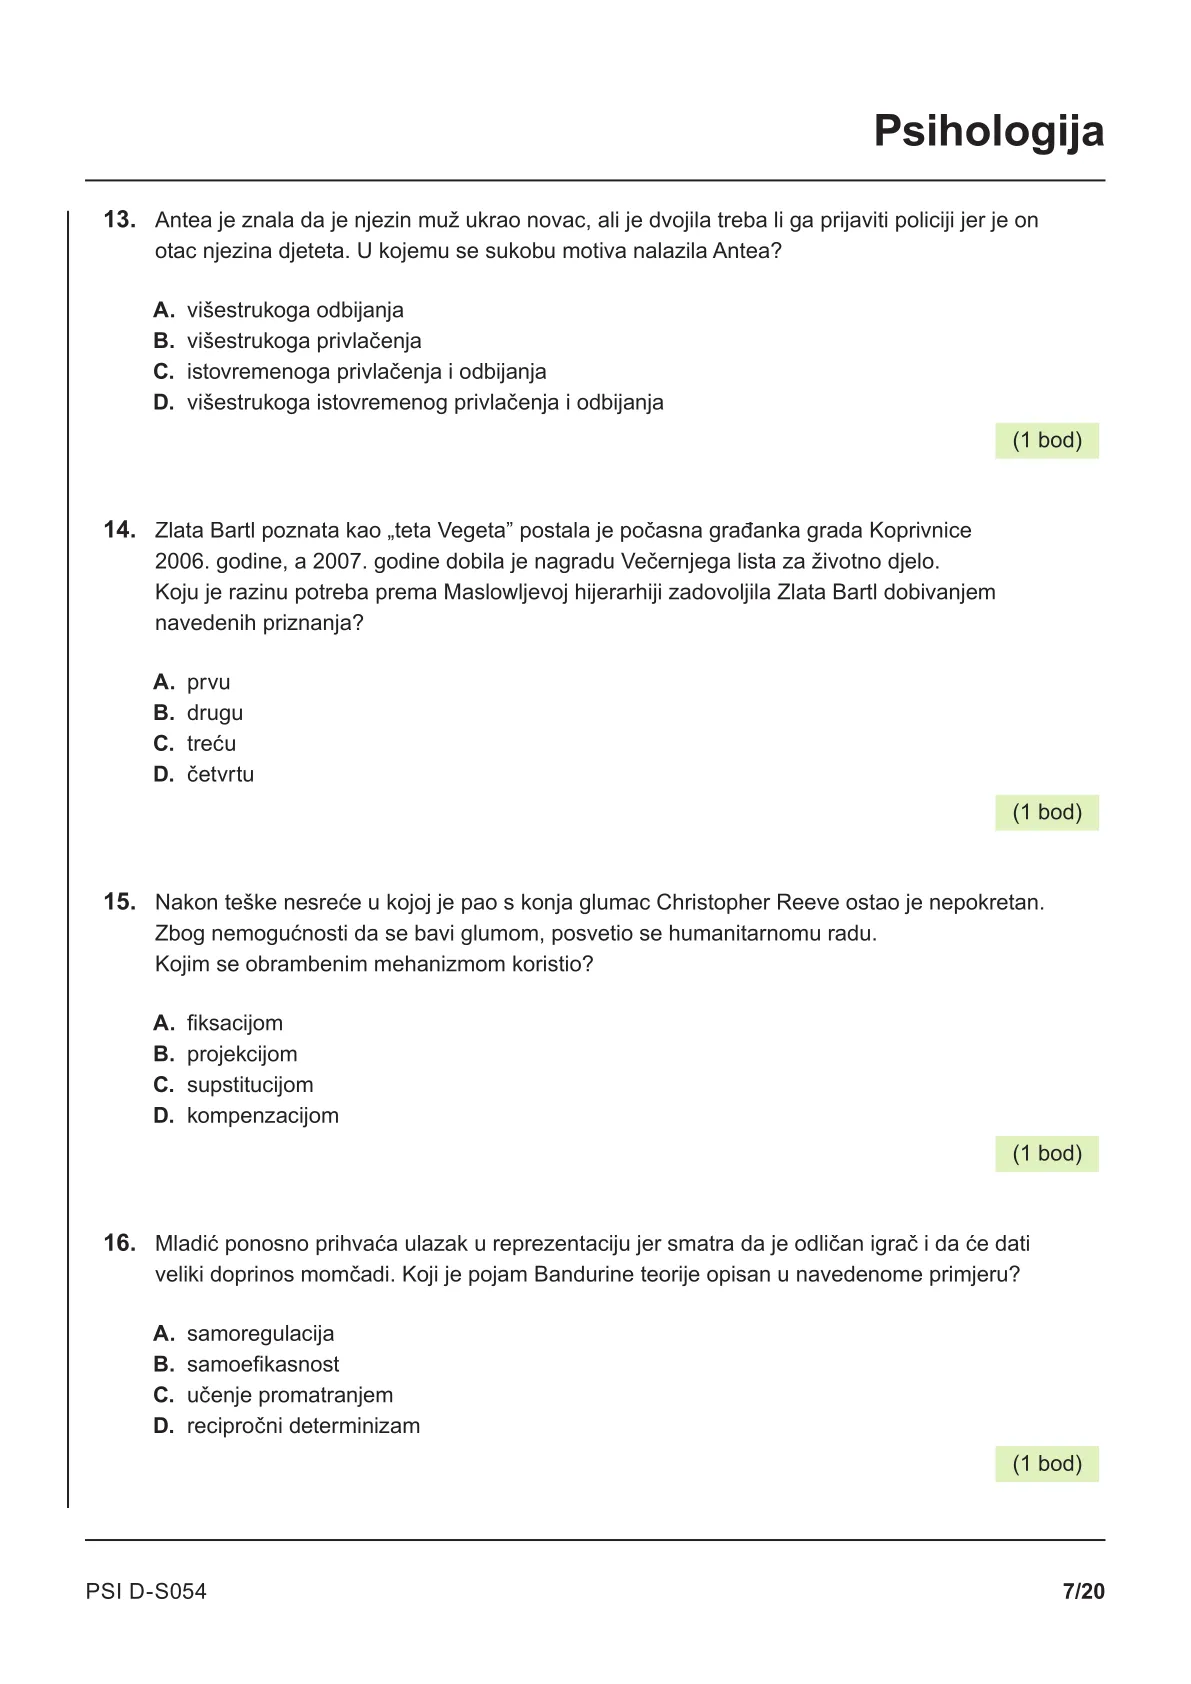 Psihologija
13. Antea je znala da je njezin muž ukrao novac, ali je dvojila treba li ga prijaviti policiji jer je on
otac njezina djeteta. U kojemu se sukobu motiva nalazila Antea?
A. višestrukoga odbijanja
B. višestrukoga privlačenja
C. istovremenoga privlačenja i odbijanja
D. višestrukoga istovremenog privlačenja i odbijanja
(1 bod)
14. Zlata Bartl poznata kao „teta Vegeta” postala je počasna građanka grada Koprivnice
2006. godine, a 2007. godine dobila je nagradu Večernjega lista za životno djelo.
Koju je razinu potreba prema Maslowljevoj hijerarhiji zadovoljila Zlata Bartl dobivanjem
navedenih priznanja?
A. prvu
B. drugu
C. treću
D. četvrtu
(1 bod)
15. Nakon teške nesreće u kojoj je pao s konja glumac Christopher Reeve ostao je nepokretan.
Zbog nemogućnosti da se bavi glumom, posvetio se humanitarnomu radu.
Kojim se obrambenim mehanizmom koristio?
A. fiksacijom
B. projekcijom
C. supstitucijom
D. kompenzacijom
(1 bod)
16. Mladić ponosno prihvaća ulazak u reprezentaciju jer smatra da je odličan igrač i da će dati
veliki doprinos momčadi. Koji je pojam Bandurine teorije opisan u navedenome primjeru?
A. samoregulacija
B. samoefikasnost
C. učenje promatranjem
D. recipročni determinizam
(1 bod)
PSI D-S054
7/20